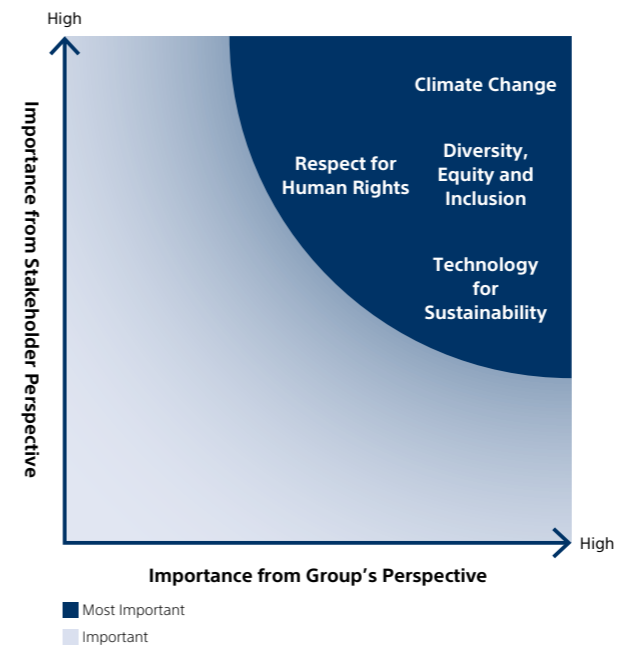 High
Importance from Stakeholder Perspective
Climate Change
Respect for
Human Rights
Diversity,
Equity and
Inclusion
Technology
for
Sustainability
High
Importance from Group's Perspective
Most Important
Important